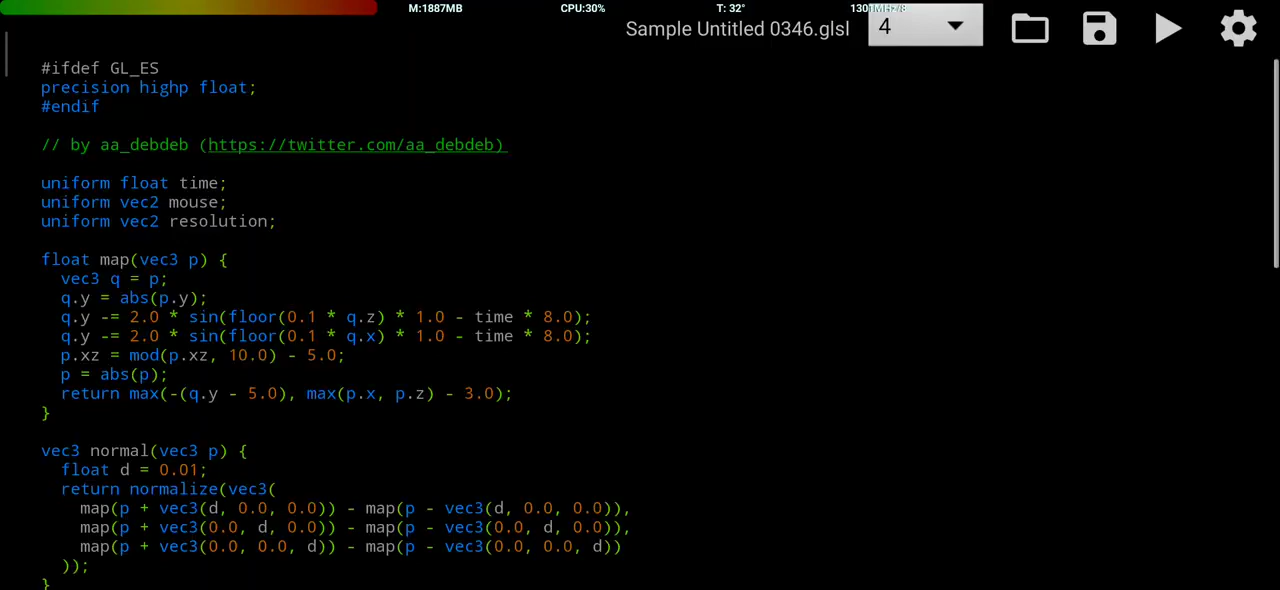 M:1887MB CPU:30% T: 32° 1301MHz/8
Sample Untitled 0346.glsl 4
#ifdef GL_ES
precision highp float;
#endif
// by aa_debdeb (https://twitter.com/aa_debdeb)
uniform float time;
uniform vec2 mouse;
uniform vec2 resolution;
float map(vec3 p) {
vec3 q = p;
q.y = abs(p.y);
q.y -= 2.0 * sin(floor(0.1 * q.z) * 1.0 - time * 8.0);
q.y -= 2.0 * sin(floor(0.1 * q.x) * 1.0 - time * 8.0);
p.xz = mod(p.xz, 10.0) - 5.0;
p = abs(p);
return max(-(q.y - 5.0), max(p.x, p.z) - 3.0);
}
vec3 normal(vec3 p) {
float d = 0.01;
return normalize(vec3(
map(p + vec3(d, 0.0, 0.0)) - map(p - vec3(d, 0.0, 0.0)),
map(p + vec3(0.0, d, 0.0)) - map(p - vec3(0.0, d, 0.0)),
map(p + vec3(0.0, 0.0, d)) - map(p - vec3(0.0, 0.0, d))
));
}